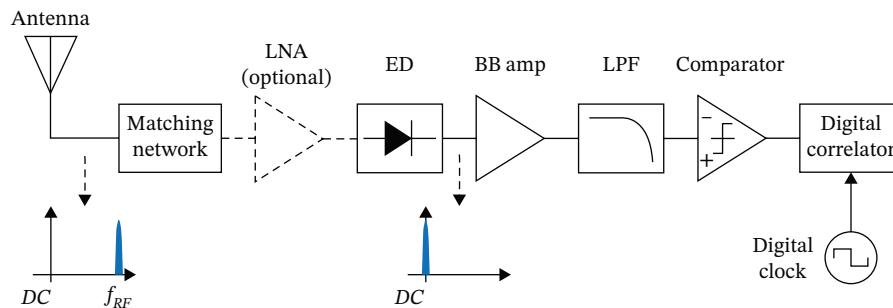 Antenna
LNA
(optional)
ED
BB amp
LPF
Comparator
Matching
network
−
+
Digital
correlator
Digital
clock
DC
f_RF
DC